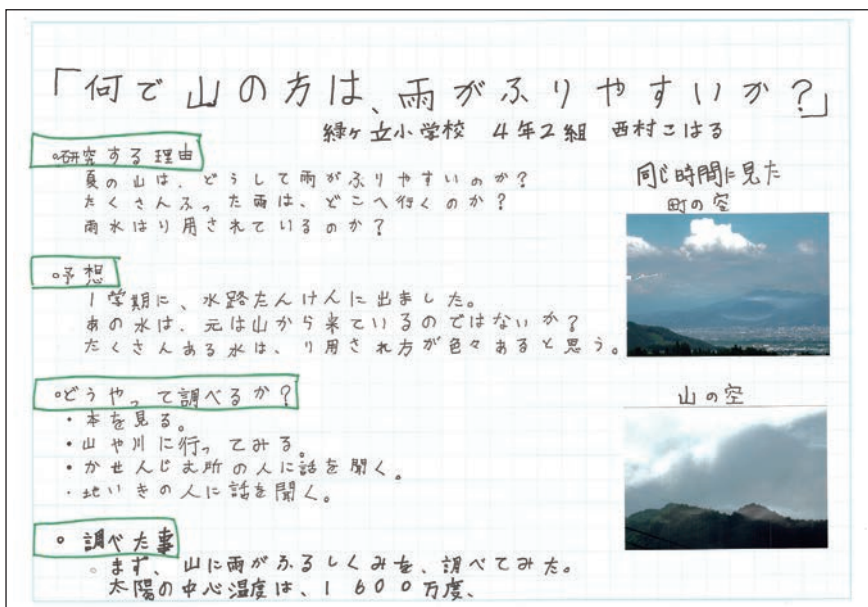 「何で山の方は、雨がふりやすいか?」
緑ヶ丘小学校 4年2組 西村こはる
◦研究する理由
夏の山は、どうして雨がふりやすいのか?
たくさんふった雨は、どこへ行くのか?
雨水はり用されているのか?
同じ時間に見た
町の空
◦予想
1学期に、水路たんけんに出ました。
あの水は、元は山から来ているのではないか?
たくさんある水は、り用され方が色々あると思う。
◦どうやって調べるか?
・本を見る。
・山や川に行ってみる。
・かせんじむ所の人に話を聞く。
・地いきの人に話を聞く。
山の空
◦調べた事
◦まず、山に雨がふるしくみを、調べてみた。
太陽の中心温度は、1600万度、